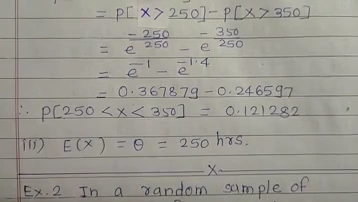 = P[X > 250] - P[X > 350]
= e^(-250/250) - e^(-350/250)
= e^-1 - e^-1.4
= 0.367879 - 0.246597
∴ P[250 < X < 350] = 0.121282
iii) E(X) = θ = 250 hrs.
X
Ex.2 In a random sample of